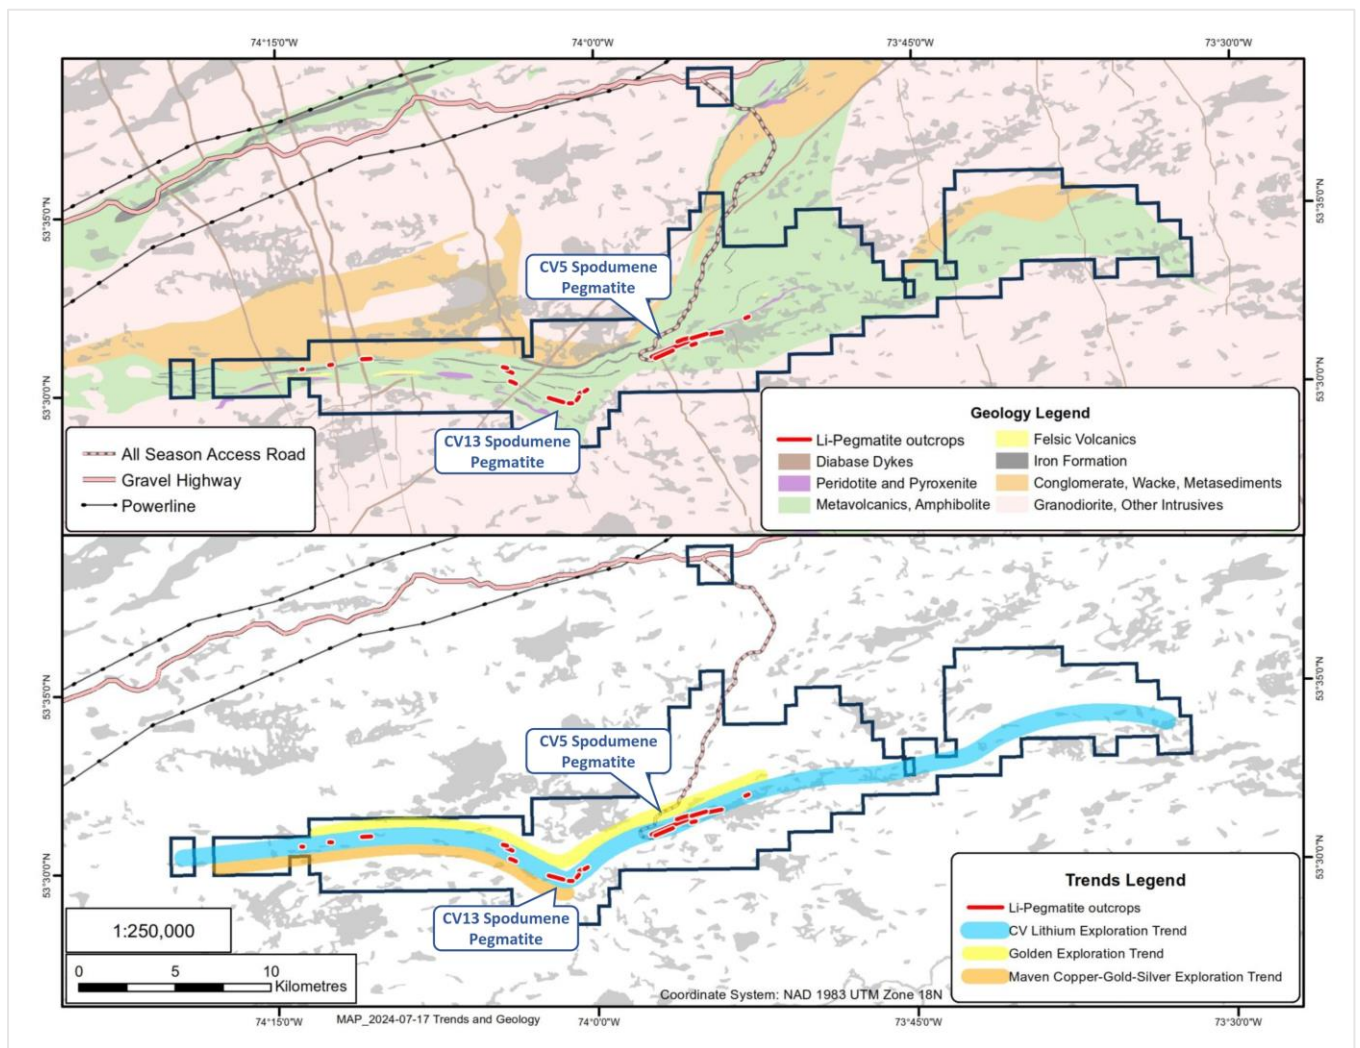 74°15'0"W
74°0'0"W
73°45'0"W
73°30'0"W
53°35'0"N
53°35'0"N
53°30'0"N
53°30'0"N
CV5 Spodumene
Pegmatite
CV13 Spodumene
Pegmatite
All Season Access Road
Gravel Highway
Powerline
Geology Legend
Li-Pegmatite outcrops
Diabase Dykes
Peridotite and Pyroxenite
Metavolcanics, Amphibolite
Felsic Volcanics
Iron Formation
Conglomerate, Wacke, Metasediments
Granodiorite, Other Intrusives
53°35'0"N
53°35'0"N
53°30'0"N
53°30'0"N
CV5 Spodumene
Pegmatite
CV13 Spodumene
Pegmatite
1:250,000
0 5 10
Kilometres
Trends Legend
Li-Pegmatite outcrops
CV Lithium Exploration Trend
Golden Exploration Trend
Maven Copper-Gold-Silver Exploration Trend
Coordinate System: NAD 1983 UTM Zone 18N
74°15'0"W
MAP_2024-07-17 Trends and Geology
74°0'0"W
73°45'0"W
73°30'0"W